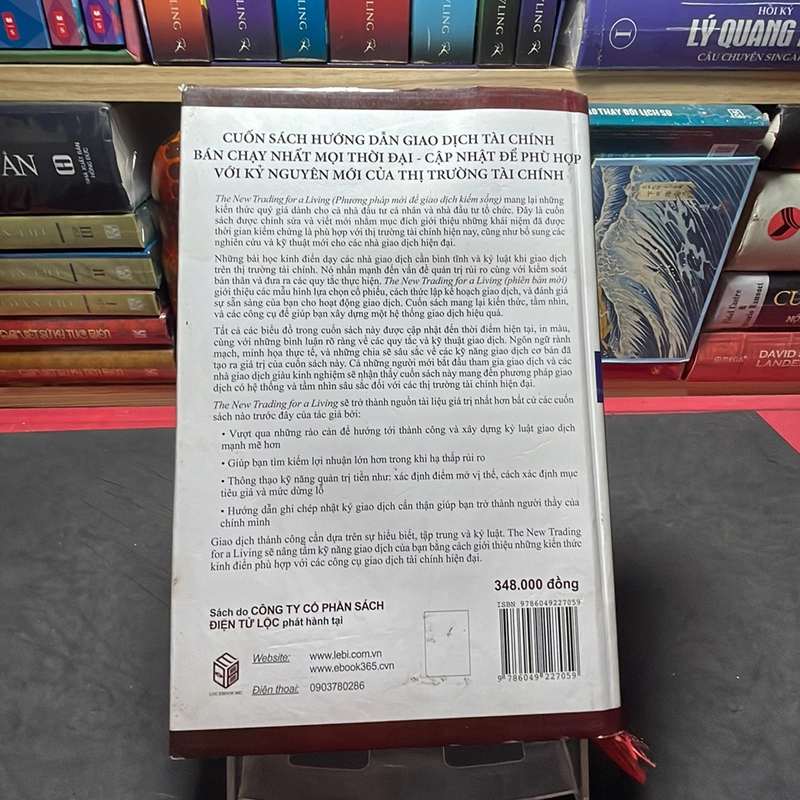 LÝ QUANG
HỒI KÝ
CÂU CHUYỆN SINGA
I
THAY ĐỔI LỊCH SỬ
CUỐN SÁCH HƯỚNG DẪN GIAO DỊCH TÀI CHÍNH
BÁN CHẠY NHẤT MỌI THỜI ĐẠI - CẬP NHẬT ĐỂ PHÙ HỢP
VỚI KỶ NGUYÊN MỚI CỦA THỊ TRƯỜNG TÀI CHÍNH
The New Trading for a Living (Phương pháp mới để giao dịch kiếm sống) mang lại những
kiến thức quý giá dành cho cả nhà đầu tư cá nhân và nhà đầu tư tổ chức. Đây là cuốn
sách được chỉnh sửa và viết mới nhằm mục đích giới thiệu những khái niệm đã được
thời gian kiểm chứng là phù hợp với thị trường tài chính hiện nay, cũng như bổ sung các
nghiên cứu và kỹ thuật mới cho các nhà giao dịch hiện đại.
Những bài học kinh điển dạy các nhà giao dịch cần bình tĩnh và kỷ luật khi giao dịch
trên thị trường tài chính. Nó nhấn mạnh đến vấn đề quản trị rủi ro cùng với kiểm soát
bản thân và đưa ra các quy tắc thực hiện. The New Trading for a Living (phiên bản mới)
giới thiệu các mẫu hình lựa chọn cổ phiếu, cách thức lập kế hoạch giao dịch, và đánh giá
sự sẵn sàng của bạn cho hoạt động giao dịch. Cuốn sách mang lại kiến thức, tầm nhìn,
và các công cụ để giúp bạn xây dựng một hệ thống giao dịch hiệu quả.
Tất cả các biểu đồ trong cuốn sách này được cập nhật đến thời điểm hiện tại, in màu,
cùng với những bình luận rõ ràng về các quy tắc và kỹ thuật giao dịch. Ngôn ngữ rành
mạch, minh họa thực tế, và những chia sẻ sâu sắc về các kỹ năng giao dịch cơ bản đã
tạo ra giá trị của cuốn sách này. Cả những người mới bắt đầu tham gia giao dịch và các
nhà giao dịch giàu kinh nghiệm sẽ nhận thấy cuốn sách này mang đến phương pháp giao
dịch có hệ thống và tầm nhìn sâu sắc đối với các thị trường tài chính hiện đại.
The New Trading for a Living sẽ trở thành nguồn tài liệu giá trị nhất hơn bất cứ các cuốn
sách nào trước đây của tác giả bởi:
• Vượt qua những rào cản để hướng tới thành công và xây dựng kỷ luật giao dịch
mạnh mẽ hơn
• Giúp bạn tìm kiếm lợi nhuận lớn hơn trong khi hạ thấp rủi ro
• Thông thạo kỹ năng quản trị tiền như: xác định điểm mở vị thế, cách xác định mục
tiêu giá và mức dừng lỗ
• Hướng dẫn ghi chép nhật ký giao dịch cẩn thận giúp bạn trở thành người thầy của
chính mình
Giao dịch thành công cần dựa trên sự hiểu biết, tập trung và kỷ luật. The New Trading
for a Living sẽ nâng tầm kỹ năng giao dịch của bạn bằng cách giới thiệu những kiến thức
kinh điển phù hợp với các công cụ giao dịch tài chính hiện đại.
348.000 đồng
ISBN 9786049227059
9 786049 227059
Sách do CÔNG TY CỔ PHẦN SÁCH
ĐIỆN TỬ LỘC phát hành tại
Website: www.lebi.com.vn
www.ebook365.cvn
Điện thoại: 0903780286
LOC EBOOK INC
DAVID S
LANDES
OMEGA+